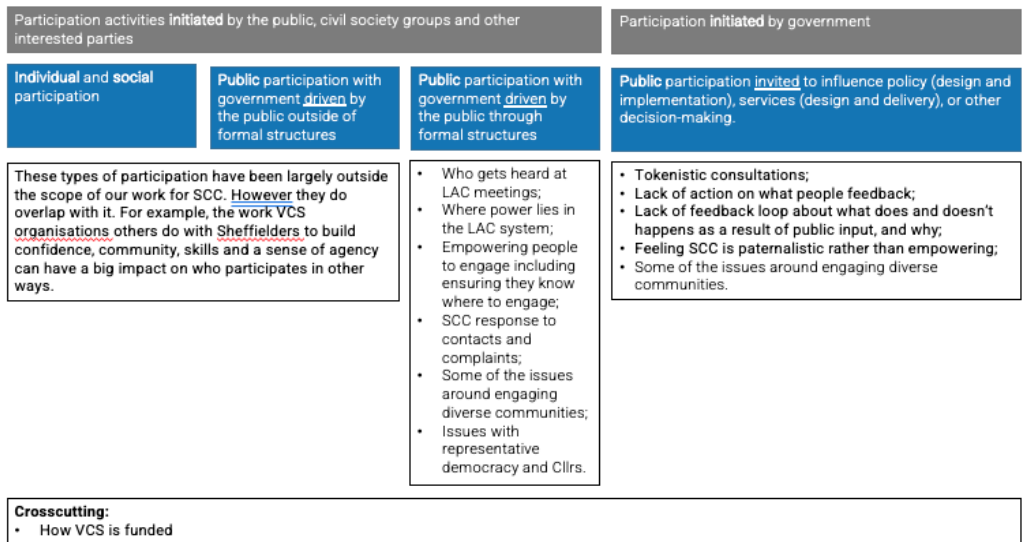 Participation activities initiated by the public, civil society groups and other
interested parties
Participation initiated by government
Individual and social
participation
Public participation with
government driven by
the public outside of
formal structures
Public participation with
government driven by
the public through
formal structures
Public participation invited to influence policy (design and
implementation), services (design and delivery), or other
decision-making.
These types of participation have been largely outside
the scope of our work for SCC. However they do
overlap with it. For example, the work VCS
organisations others do with Sheffielders to build
confidence, community, skills and a sense of agency
can have a big impact on who participates in other
ways.
• Who gets heard at
LAC meetings;
• Where power lies in
the LAC system;
• Empowering people
to engage including
ensuring they know
where to engage;
• SCC response to
contacts and
complaints;
• Some of the issues
around engaging
diverse communities;
• Issues with
representative
democracy and Cllrs.
• Tokenistic consultations;
• Lack of action on what people feedback;
• Lack of feedback loop about what does and doesn't
happens as a result of public input, and why;
• Feeling SCC is paternalistic rather than empowering;
• Some of the issues around engaging diverse
communities.
Crosscutting:
• How VCS is funded